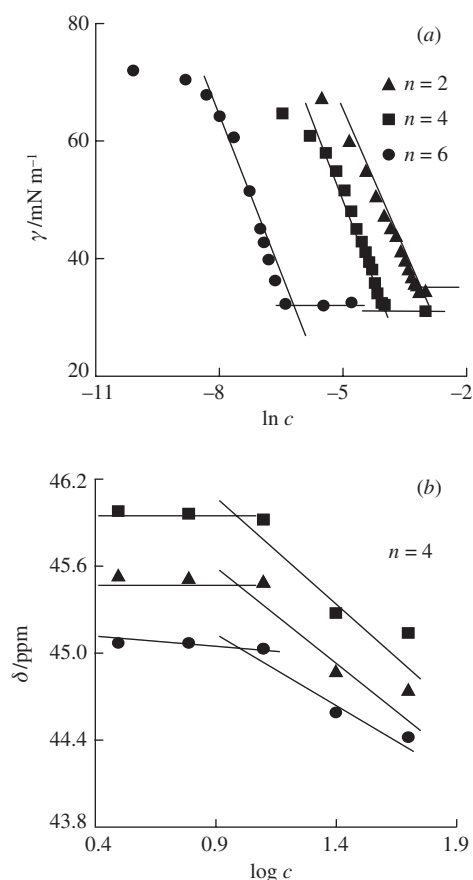 (a)
80
60
40
20
γ/mN m⁻¹
n = 2
n = 4
n = 6
−11
−8
−5
−2
ln c
(b)
46.2
45.6
45.0
44.4
43.8
δ/ppm
n = 4
0.4
0.9
1.4
1.9
log c